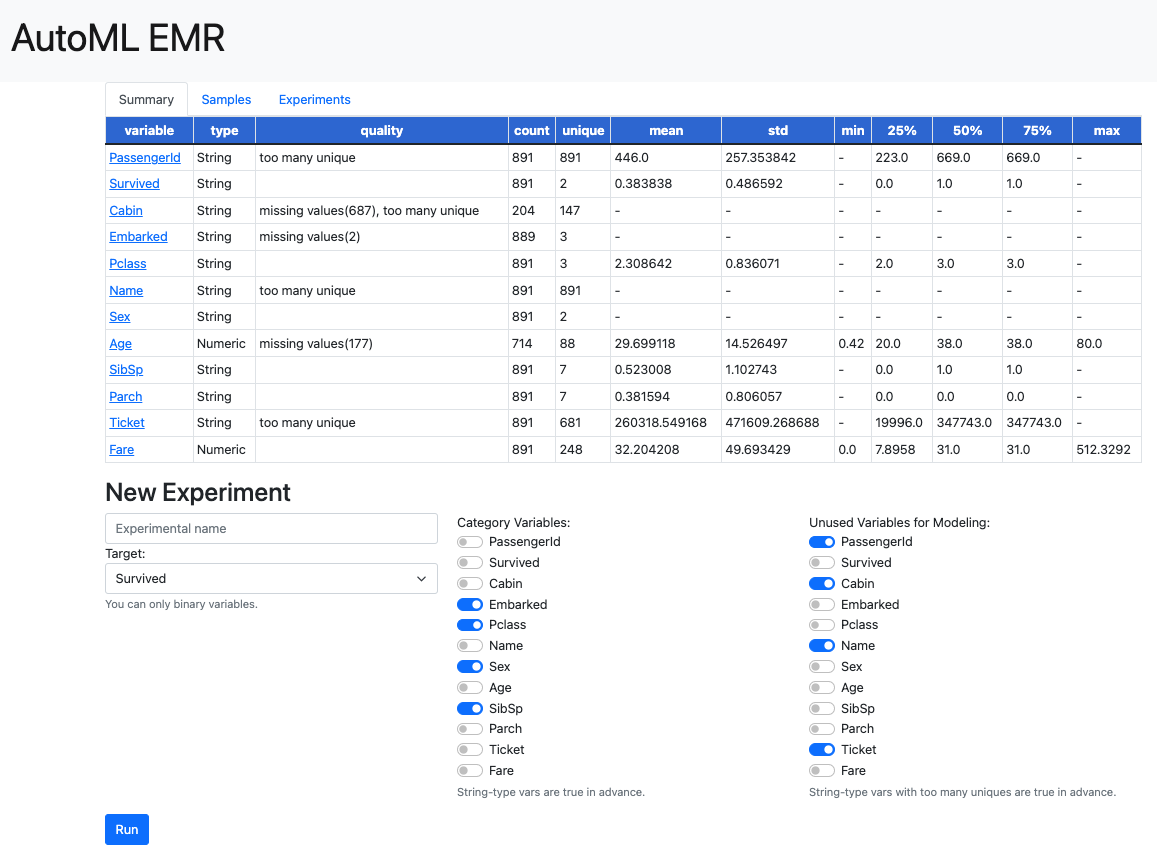 AutoML EMR
Summary Samples Experiments
variable type quality count unique mean std min 25% 50% 75% max
PassengerId String too many unique 891 891 446.0 257.353842 - 223.0 669.0 669.0 -
Survived String 891 2 0.383838 0.486592 - 0.0 1.0 1.0 -
Cabin String missing values(687), too many unique 204 147 - - - - - - -
Embarked String missing values(2) 889 3 - - - - - - -
Pclass String 891 3 2.308642 0.836071 - 2.0 3.0 3.0 -
Name String too many unique 891 891 - - - - - - -
Sex String 891 2 - - - - - - -
Age Numeric missing values(177) 714 88 29.699118 14.526497 0.42 20.0 38.0 38.0 80.0
SibSp String 891 7 0.523008 1.102743 - 0.0 1.0 1.0 -
Parch String 891 7 0.381594 0.806057 - 0.0 0.0 0.0 -
Ticket String too many unique 891 681 260318.549168 471609.268688 - 19996.0 347743.0 347743.0 -
Fare Numeric 891 248 32.204208 49.693429 0.0 7.8958 31.0 31.0 512.3292
New Experiment
Experimental name
Target:
Survived
You can only binary variables.
Category Variables:
PassengerId
Survived
Cabin
Embarked
Pclass
Name
Sex
Age
SibSp
Parch
Ticket
Fare
String-type vars are true in advance.
Unused Variables for Modeling:
PassengerId
Survived
Cabin
Embarked
Pclass
Name
Sex
Age
SibSp
Parch
Ticket
Fare
String-type vars with too many uniques are true in advance.
Run